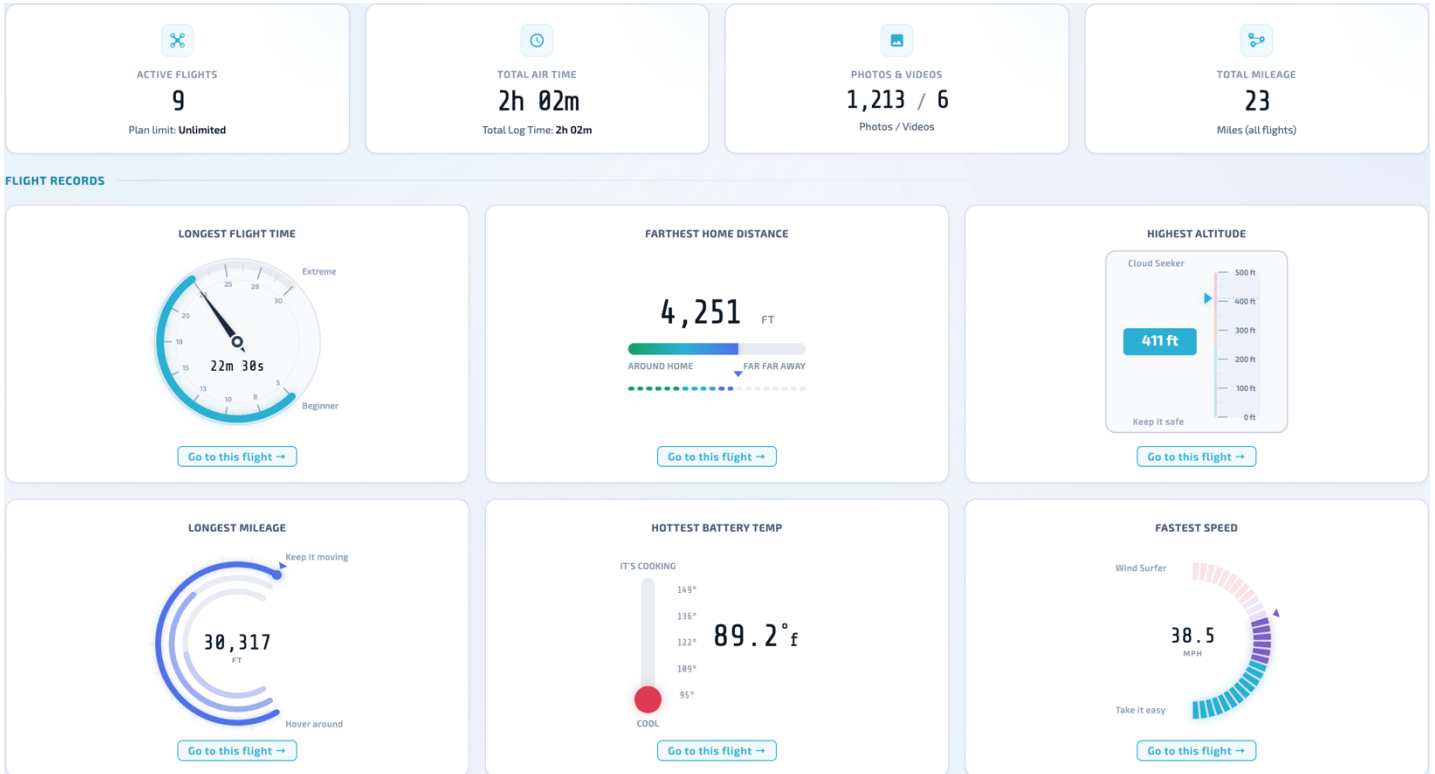 ACTIVE FLIGHTS
9
Plan limit: Unlimited
TOTAL AIR TIME
2h 02m
Total Log Time: 2h 02m
PHOTOS & VIDEOS
1,213 / 6
Photos / Videos
TOTAL MILEAGE
23
Miles (all flights)
FLIGHT RECORDS
LONGEST FLIGHT TIME
Extreme
30
28
25
23
20
18
15
13
10
8
5
22m 30s
Beginner
Go to this flight →
FARTHEST HOME DISTANCE
4,251 FT
AROUND HOME FAR FAR AWAY
Go to this flight →
HIGHEST ALTITUDE
Cloud Seeker
500 ft
400 ft
300 ft
200 ft
100 ft
0 ft
411 ft
Keep it safe
Go to this flight →
LONGEST MILEAGE
Keep it moving
30,317
FT
Hover around
Go to this flight →
HOTTEST BATTERY TEMP
IT'S COOKING
149°
136°
122°
109°
95°
89.2°f
COOL
Go to this flight →
FASTEST SPEED
Wind Surfer
38.5
MPH
Take it easy
Go to this flight →